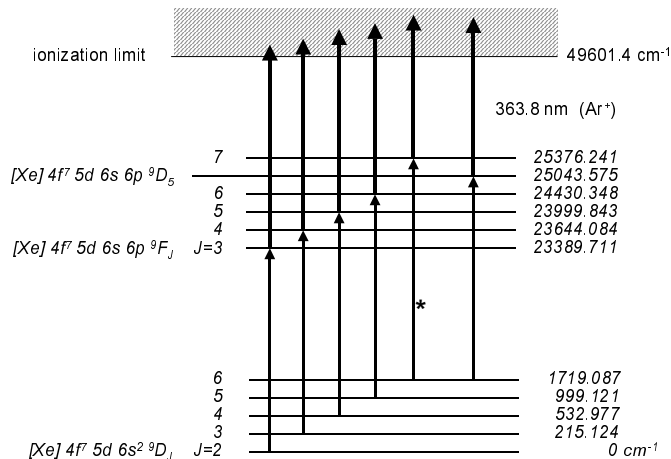 ionization limit 49601.4 cm⁻¹
363.8 nm (Ar⁺)
7 25376.241
[Xe] 4f⁷ 5d 6s 6p ⁹D₅ 25043.575
6 24430.348
5 23999.843
4 23644.084
[Xe] 4f⁷ 5d 6s 6p ⁹F_J J=3 23389.711
*
6 1719.087
5 999.121
4 532.977
3 215.124
[Xe] 4f⁷ 5d 6s² ⁹D_J J=2 0 cm⁻¹